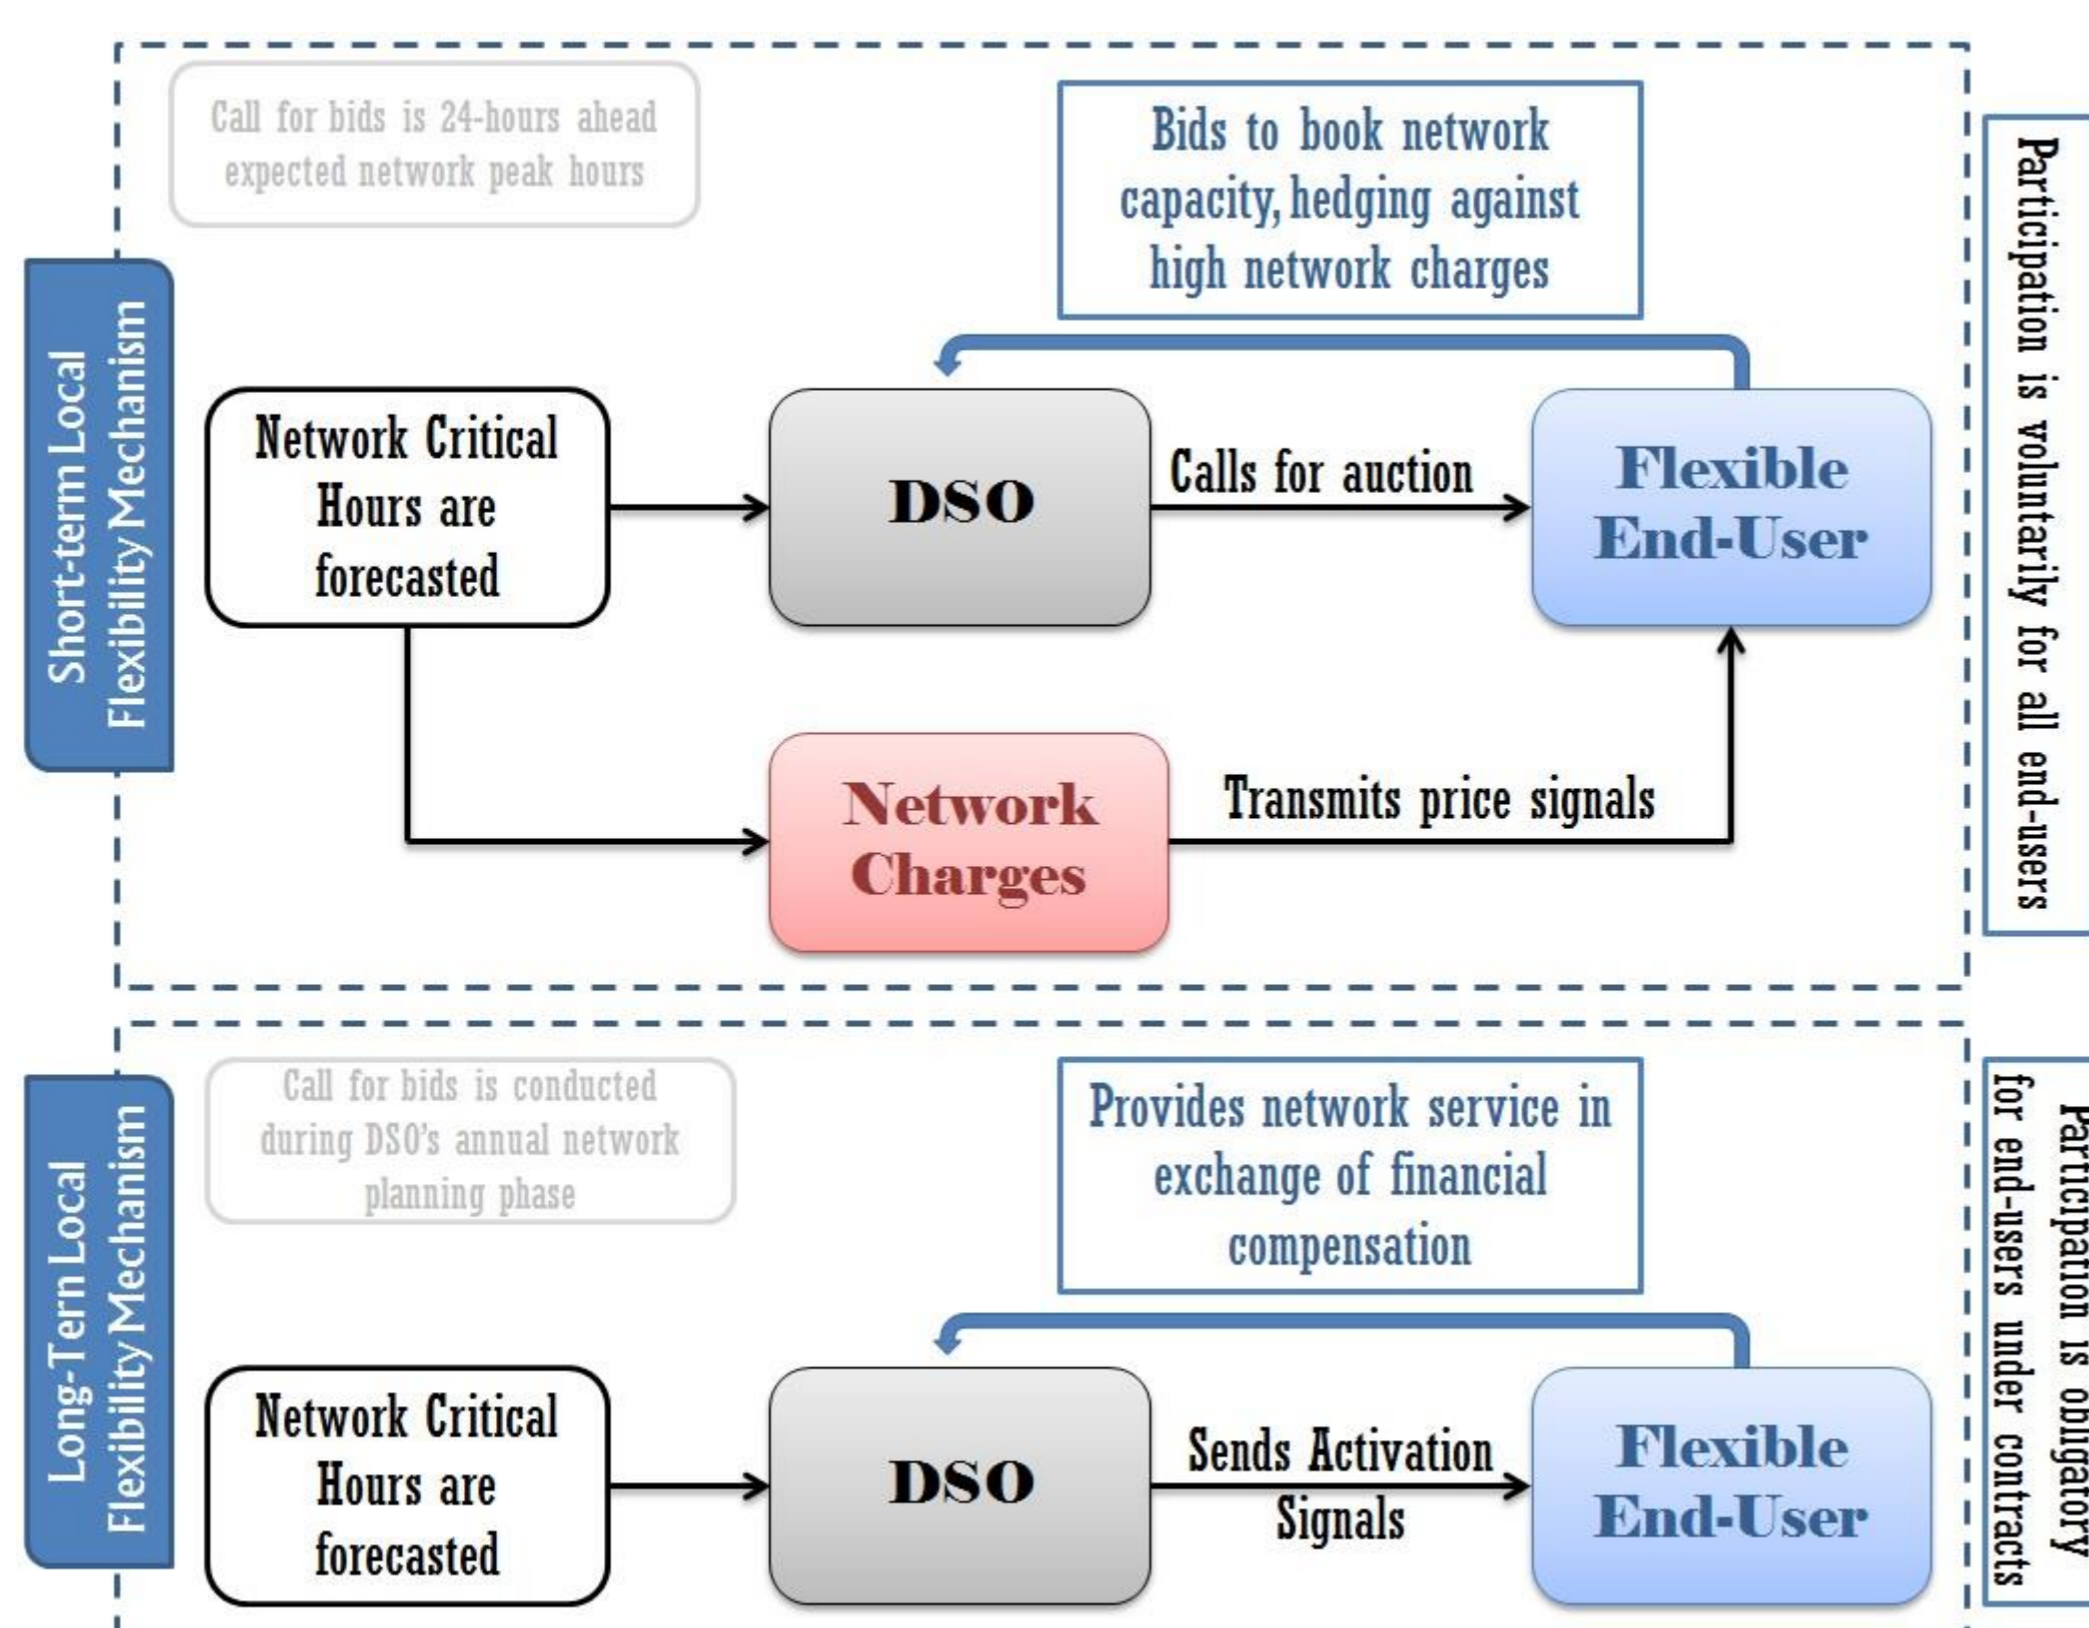 Call for bids is 24-hours ahead
expected network peak hours
Bids to book network
capacity, hedging against
high network charges
Short-term Local
Flexibility Mechanism
Network Critical
Hours are
forecasted
DSO
Calls for auction
Flexible
End-User
Network
Charges
Transmits price signals
Participation is voluntarily for all end-users
Call for bids is conducted
during DSO's annual network
planning phase
Provides network service in
exchange of financial
compensation
Long-Tern Local
Flexibility Mechanism
Network Critical
Hours are
forecasted
DSO
Sends Activation
Signals
Flexible
End-User
Participation is obligatory
for end-users under contracts